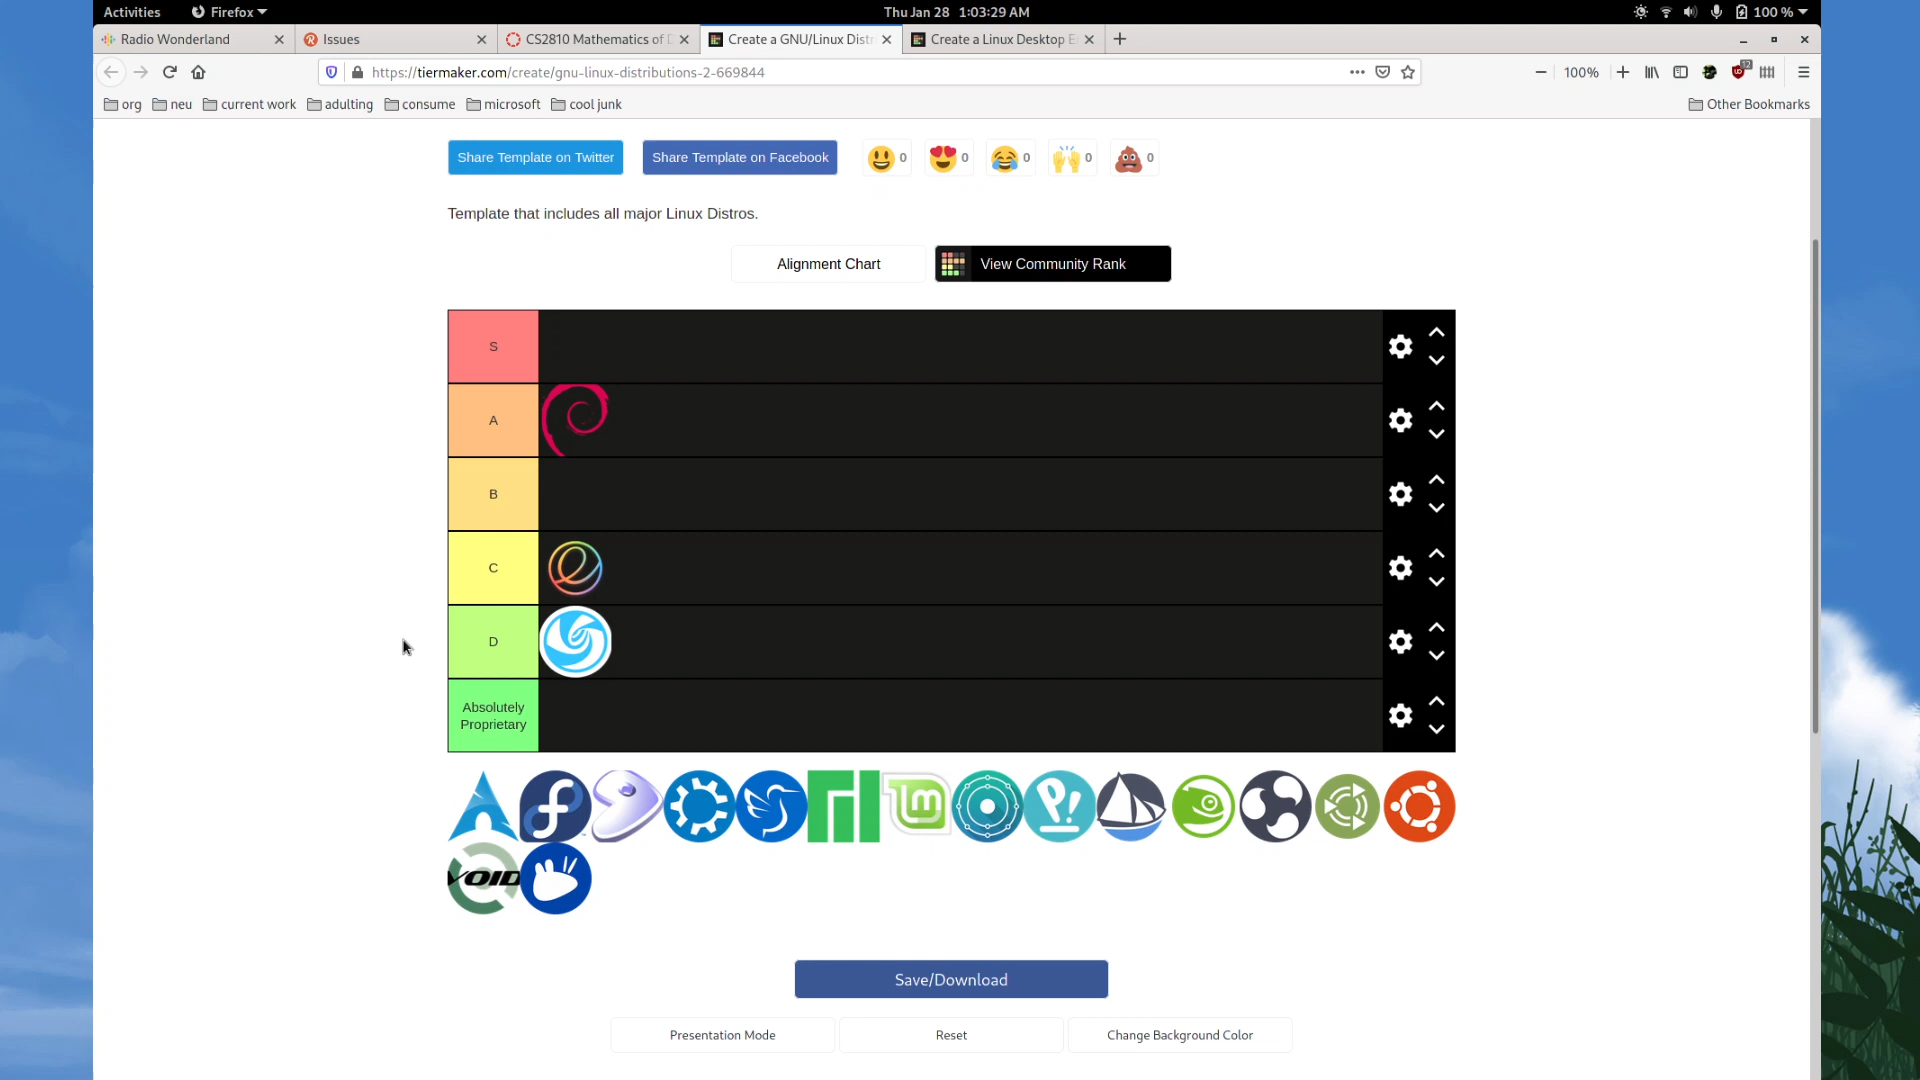 Activities Firefox Thu Jan 28 1:03:29 AM 100 %
Radio Wonderland Issues CS2810 Mathematics of D Create a GNU/Linux Distr Create a Linux Desktop E
https://tiermaker.com/create/gnu-linux-distributions-2-669844 100% 12
org neu current work adulting consume microsoft cool junk Other Bookmarks
Share Template on Twitter Share Template on Facebook 0 0 0 0 0
Template that includes all major Linux Distros.
Alignment Chart View Community Rank
S
A
B
C
D
Absolutely
Proprietary
P!
VOID
Save/Download
Presentation Mode Reset Change Background Color